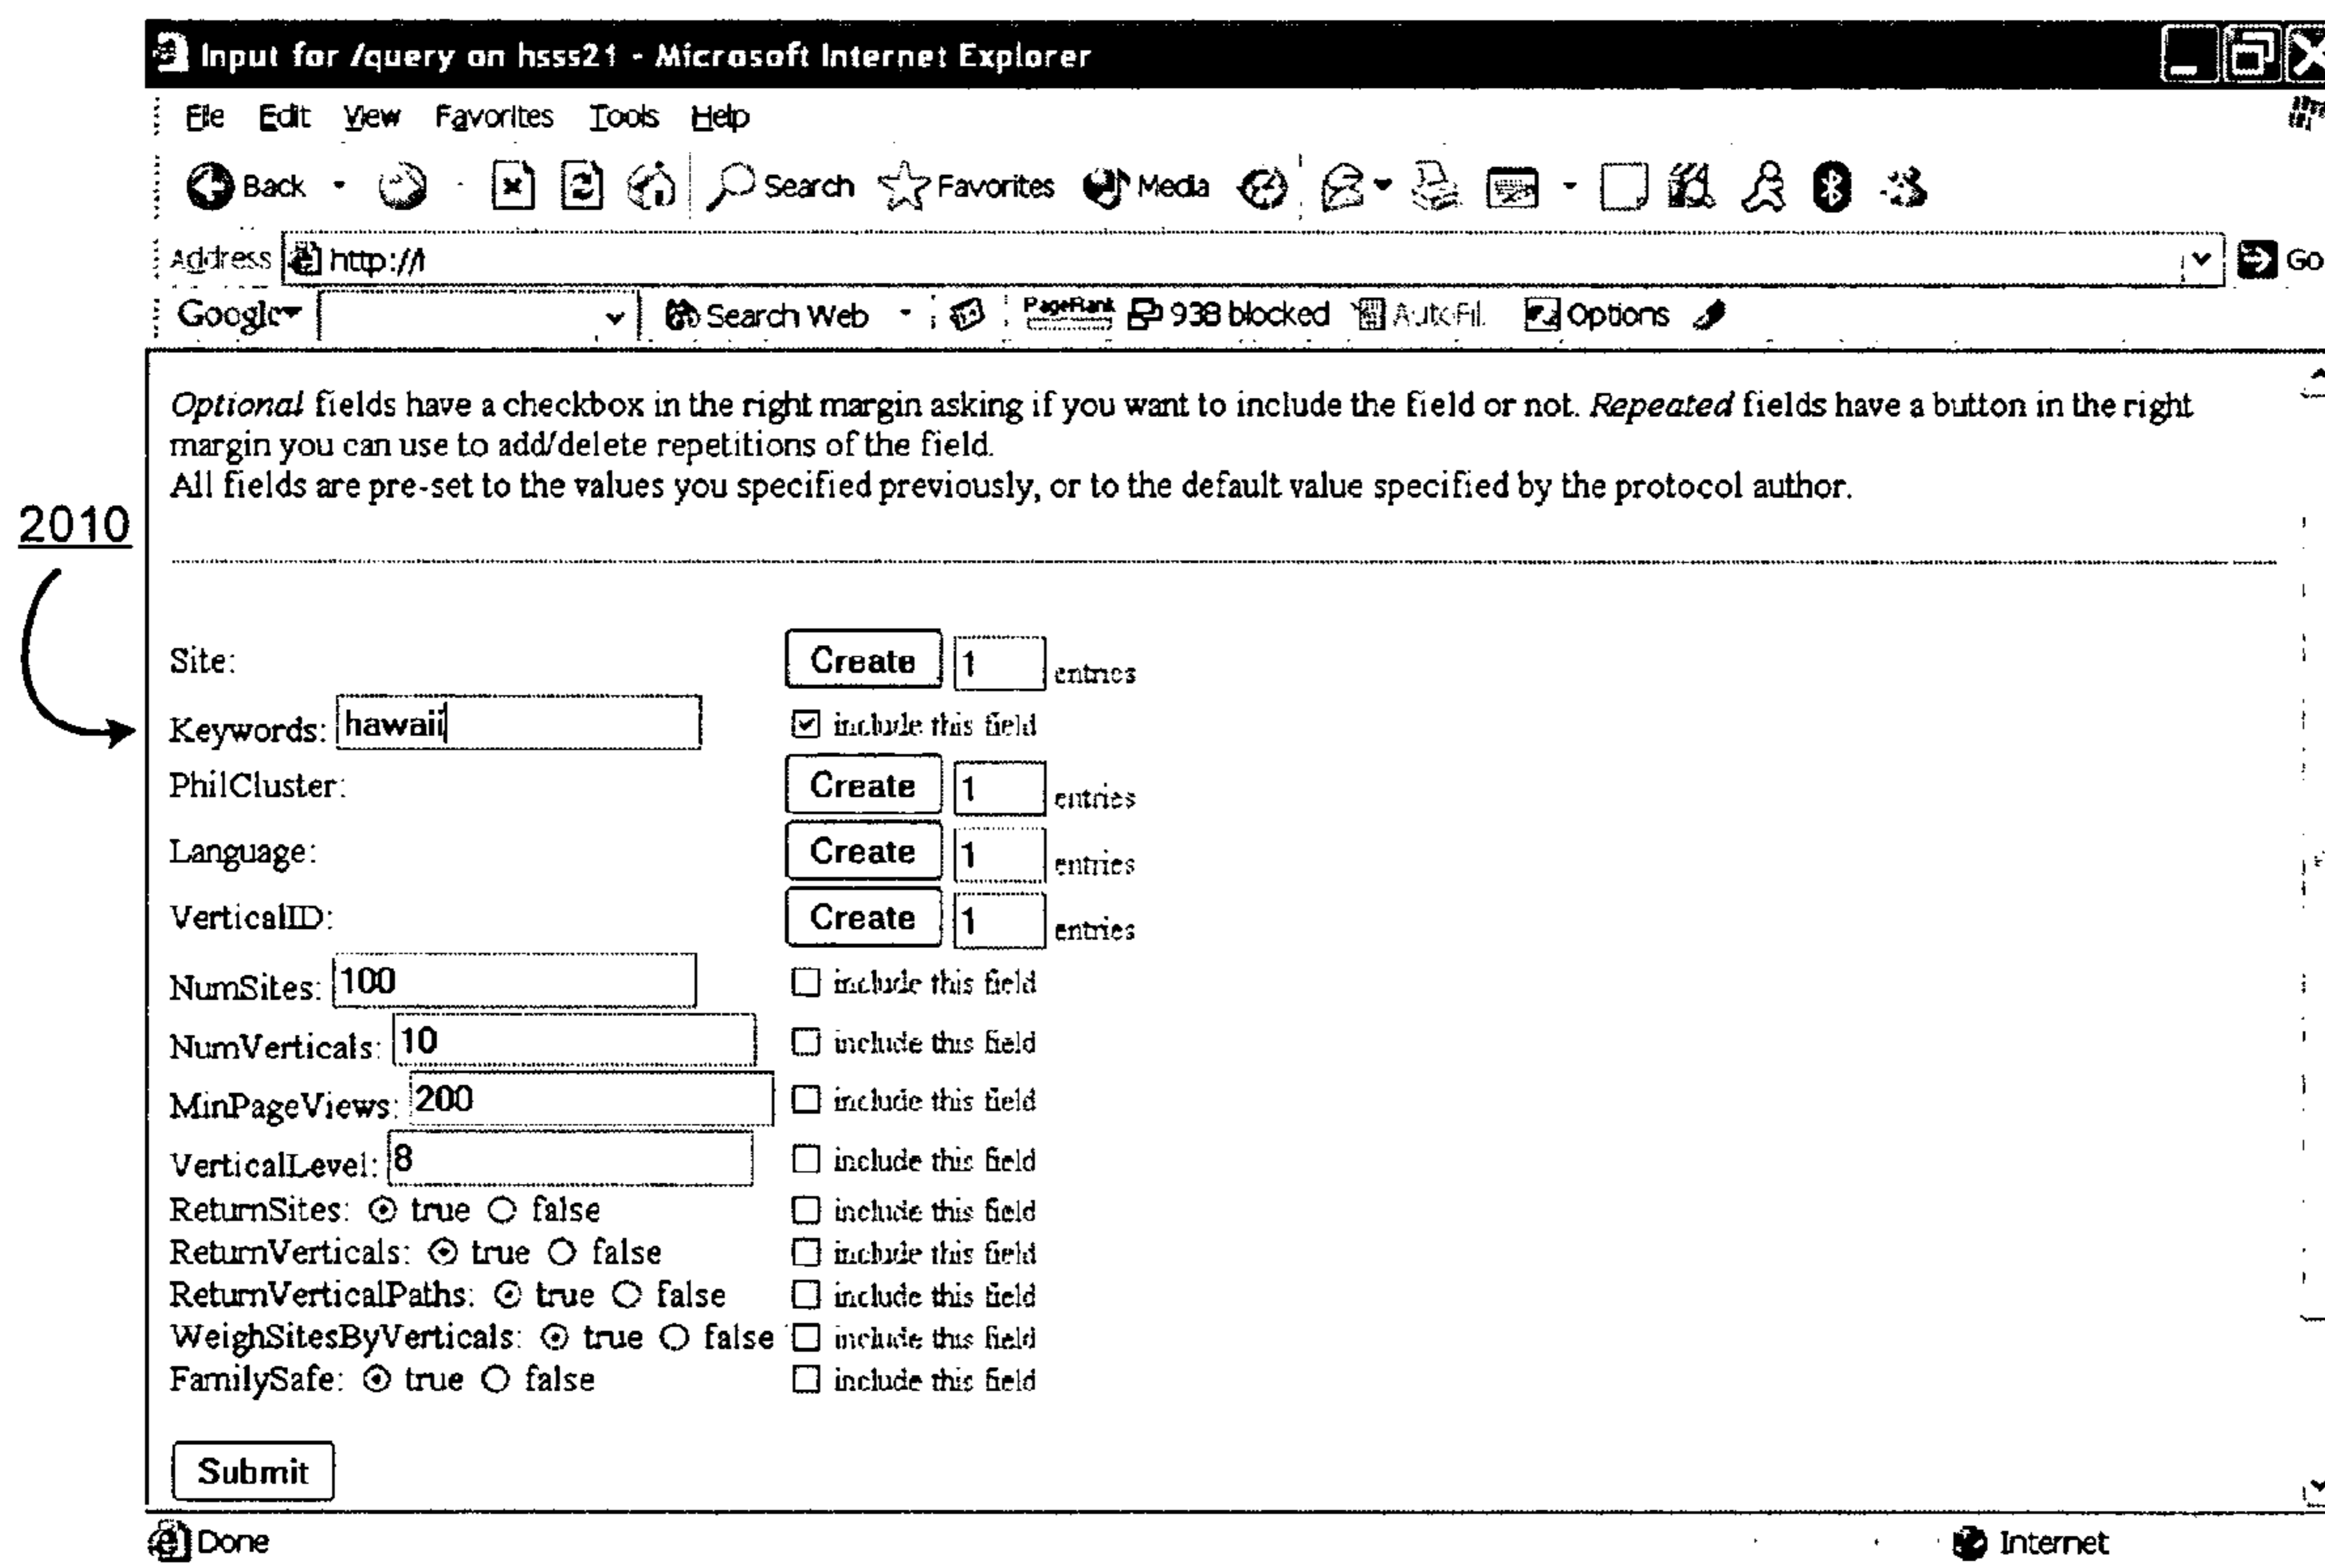 Input for /query on hsss21 - Microsoft Internet Explorer
File Edit View Favorites Tools Help
Back Search Favorites Media
Address http://
Go
Google Search Web PageRank 938 blocked AutoFill Options
Optional fields have a checkbox in the right margin asking if you want to include the field or not. Repeated fields have a button in the right
margin you can use to add/delete repetitions of the field.
All fields are pre-set to the values you specified previously, or to the default value specified by the protocol author.
2010
Site: Create 1 entries
Keywords: hawaii include this field
PhilCluster: Create 1 entries
Language: Create 1 entries
VerticalID: Create 1 entries
NumSites: 100 include this field
NumVerticals: 10 include this field
MinPageViews: 200 include this field
VerticalLevel: 8 include this field
ReturnSites: true false include this field
ReturnVerticals: true false include this field
ReturnVerticalPaths: true false include this field
WeighSitesByVerticals: true false include this field
FamilySafe: true false include this field
Submit
Done Internet